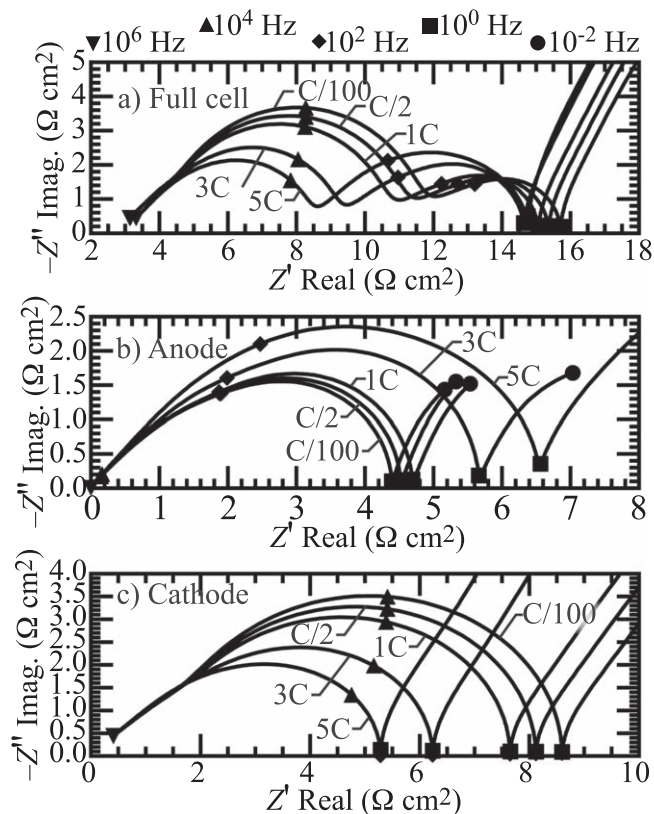 ▼10⁶ Hz ▲10⁴ Hz ◆10² Hz ■10⁰ Hz ●10⁻² Hz
a) Full cell
C/100
C/2
1C
3C
5C
5
4
3
2
1
0
–Z″ Imag. (Ω cm²)
2 4 6 8 10 12 14 16 18
Z′ Real (Ω cm²)
b) Anode
3C
5C
1C
C/2
C/100
2.5
2.0
1.5
1.0
0.5
0.0
–Z″ Imag. (Ω cm²)
0 1 2 3 4 5 6 7 8
Z′ Real (Ω cm²)
c) Cathode
C/100
C/2
1C
3C
5C
4.0
3.5
3.0
2.5
2.0
1.5
1.0
0.5
0.0
–Z″ Imag. (Ω cm²)
0 2 4 6 8 10
Z′ Real (Ω cm²)